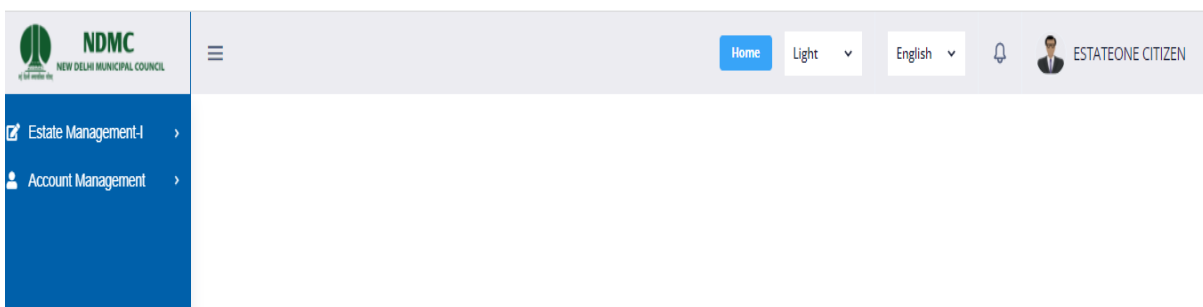 NDMC
NEW DELHI MUNICIPAL COUNCIL
Home
Light
English
ESTATEONE CITIZEN
Estate Management-I
Account Management